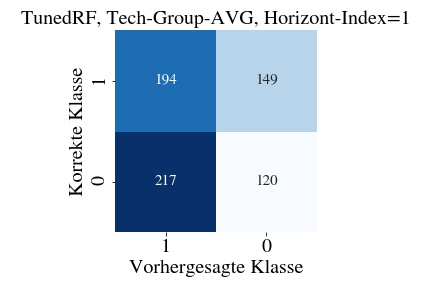 TunedRF, Tech-Group-AVG, Horizont-Index=1
Korrekte Klasse
1
194
149
0
217
120
1
0
Vorhergesagte Klasse